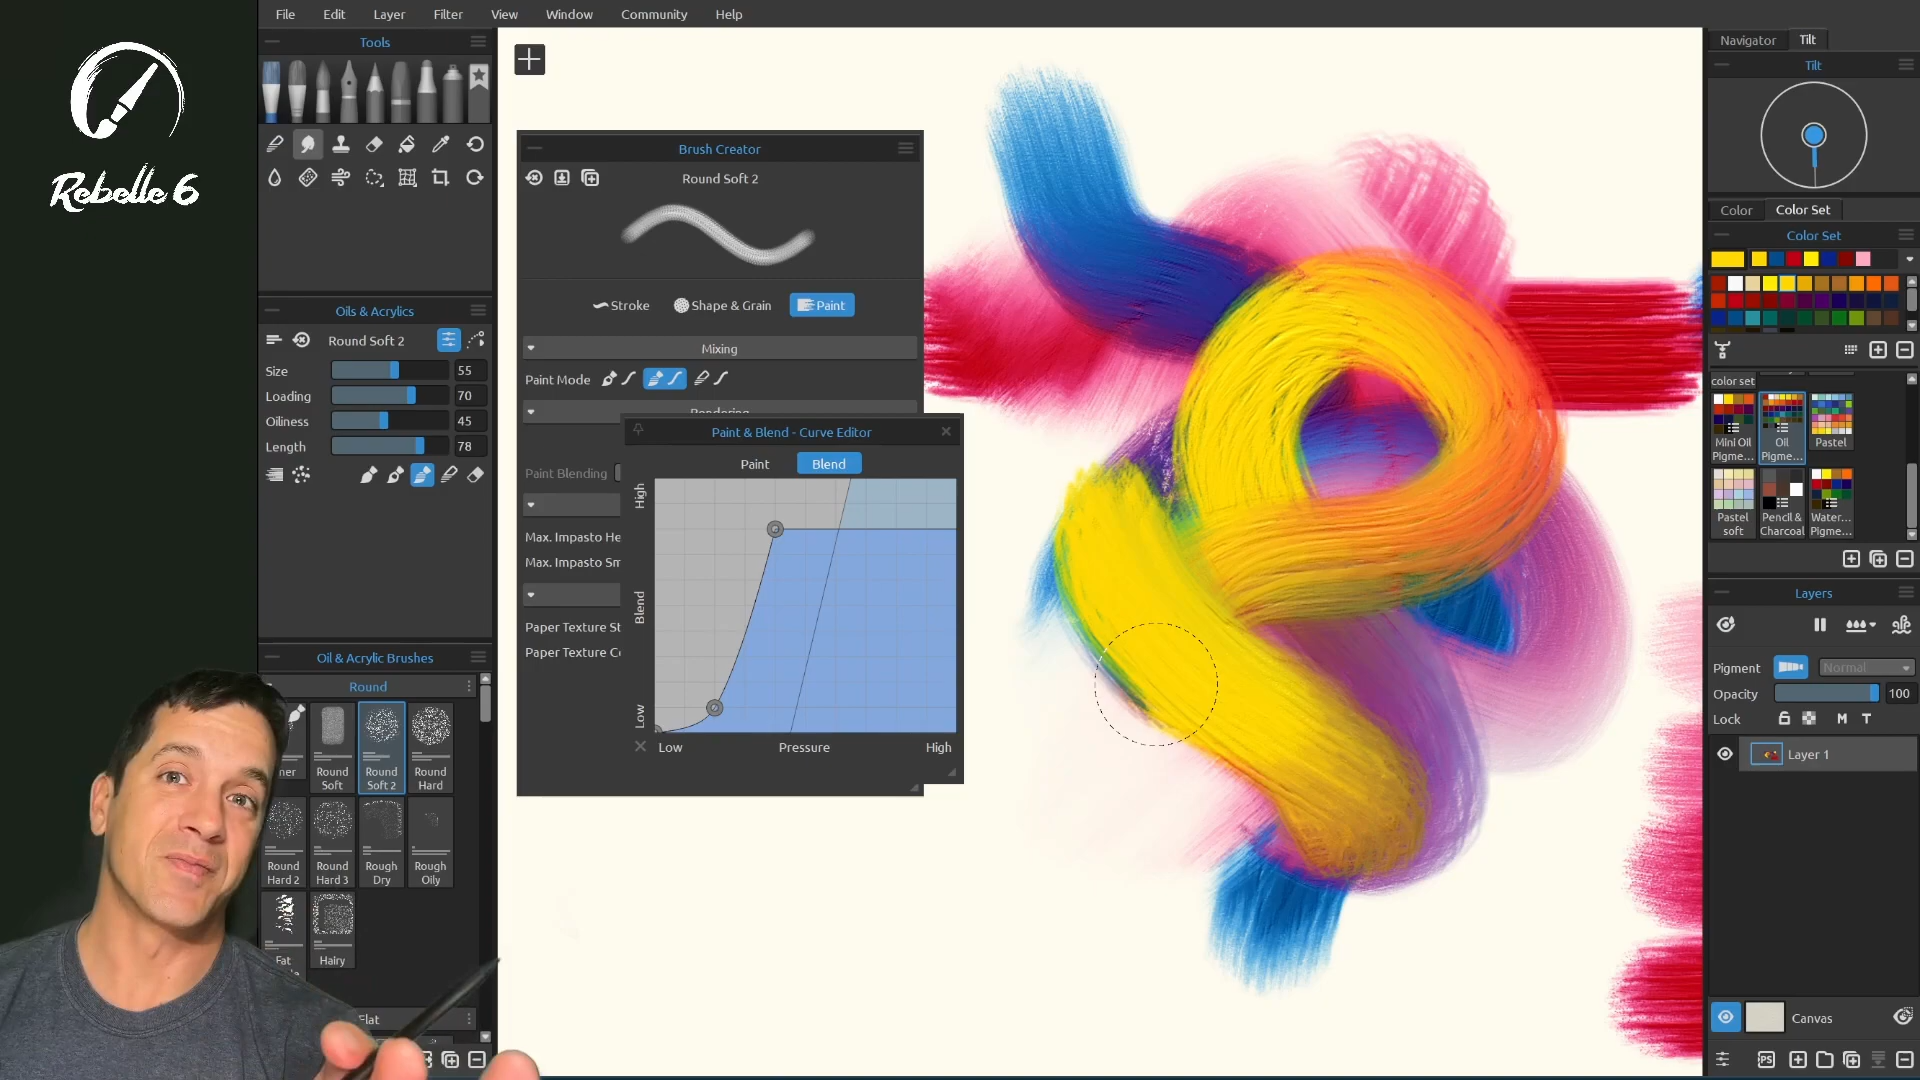 Rebelle 6
File Edit Layer Filter View Window Community Help
Tools
Oils & Acrylics
Round Soft 2
Size 55
Loading 70
Oiliness 45
Length 78
Oil & Acrylic Brushes
Round
ner
Round Soft
Round Soft 2
Round Hard
Round Hard 2
Round Hard 3
Rough Dry
Rough Oily
Fat
Hairy
Flat
Brush Creator
Round Soft 2
Stroke Shape & Grain Paint
Mixing
Paint Mode
Rendering
Paint Blending
Max. Impasto He
Max. Impasto Sm
Paper Texture St
Paper Texture Co
Paint & Blend - Curve Editor
Paint Blend
High
Blend
Low
Low Pressure High
Navigator Tilt
Tilt
Color Color Set
Color Set
color set
Mini Oil Pigme...
Oil Pigme...
Pastel
Pastel soft
Pencil & Charcoal
Water... Pigme...
Layers
Pigment Normal
Opacity 100
Lock M T
Layer 1
Canvas
PS